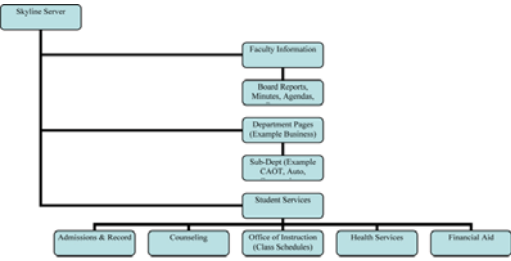 Skyline Server
Faculty Information
Board Reports,
Minutes, Agendas,
Department Pages
(Example Business)
Sub-Dept (Example
CAOT, Auto,
Student Services
Admissions & Record
Counseling
Office of Instruction
(Class Schedules)
Health Services
Financial Aid